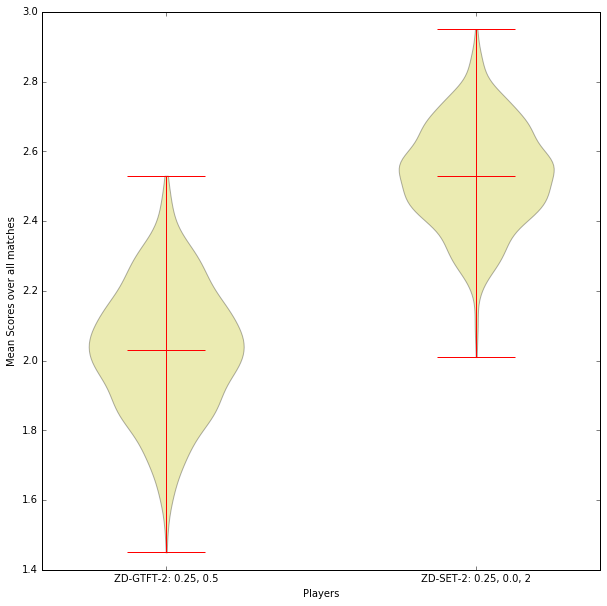 3.0
2.8
2.6
2.4
2.2
2.0
1.8
1.6
1.4
Mean Scores over all matches
ZD-GTFT-2: 0.25, 0.5
ZD-SET-2: 0.25, 0.0, 2
Players